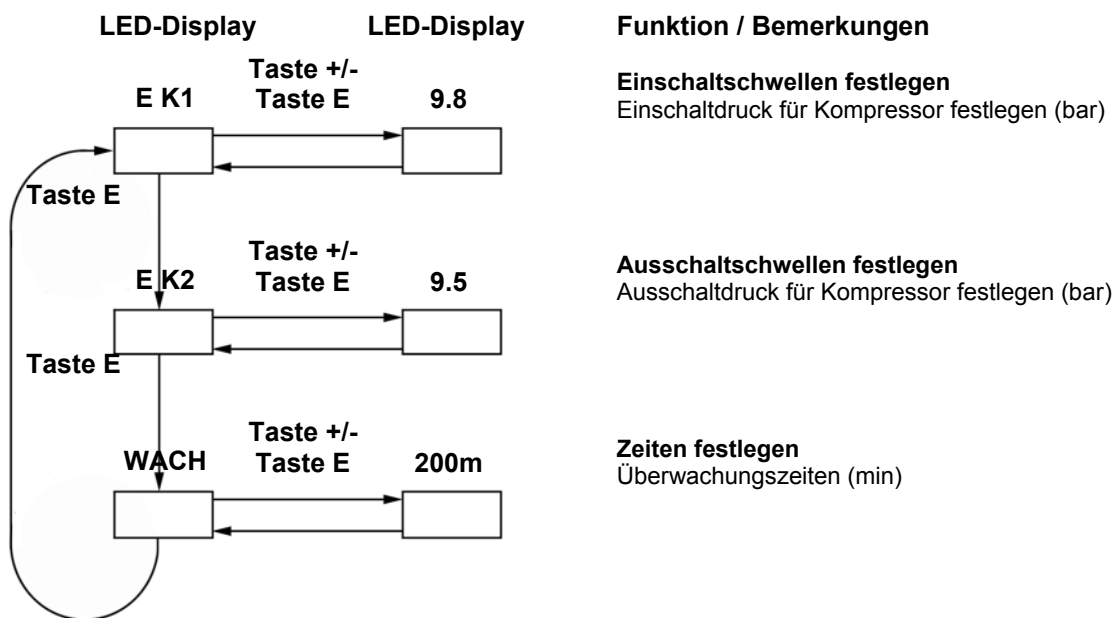 LED-Display LED-Display Funktion / Bemerkungen
Taste +/-
Taste E
E K1
9.8
Einschaltschwellen festlegen
Einschaltdruck für Kompressor festlegen (bar)
Taste E
Taste +/-
Taste E
E K2
9.5
Ausschaltschwellen festlegen
Ausschaltdruck für Kompressor festlegen (bar)
Taste E
Taste +/-
Taste E
WACH
200m
Zeiten festlegen
Überwachungszeiten (min)